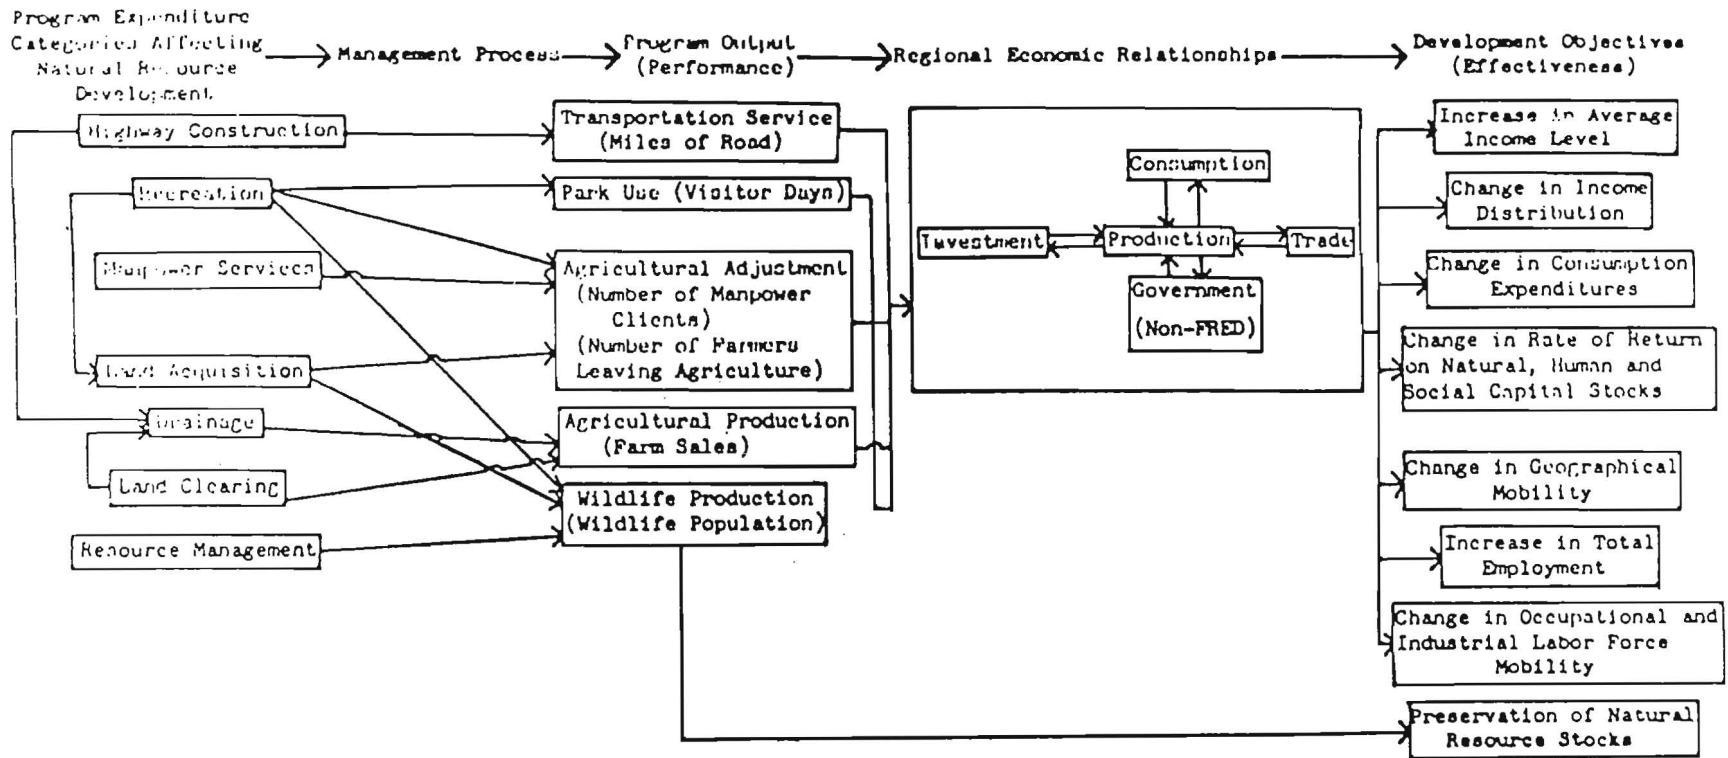 Program Expenditure
Categories Affecting
Natural Resource
Development
Management Process
Program Output
(Performance)
Regional Economic Relationships
Development Objectives
(Effectiveness)
Highway Construction
Recreation
Manpower Services
Land Acquisition
Drainage
Land Clearing
Resource Management
Transportation Service
(Miles of Road)
Park Use (Visitor Days)
Agricultural Adjustment
(Number of Manpower
Clients)
(Number of Farmers
Leaving Agriculture)
Agricultural Production
(Farm Sales)
Wildlife Production
(Wildlife Population)
Consumption
Investment
Production
Trade
Government
(Non-FRED)
Increase in Average
Income Level
Change in Income
Distribution
Change in Consumption
Expenditures
Change in Rate of Return
on Natural, Human and
Social Capital Stocks
Change in Geographical
Mobility
Increase in Total
Employment
Change in Occupational and
Industrial Labor Force
Mobility
Preservation of Natural
Resource Stocks